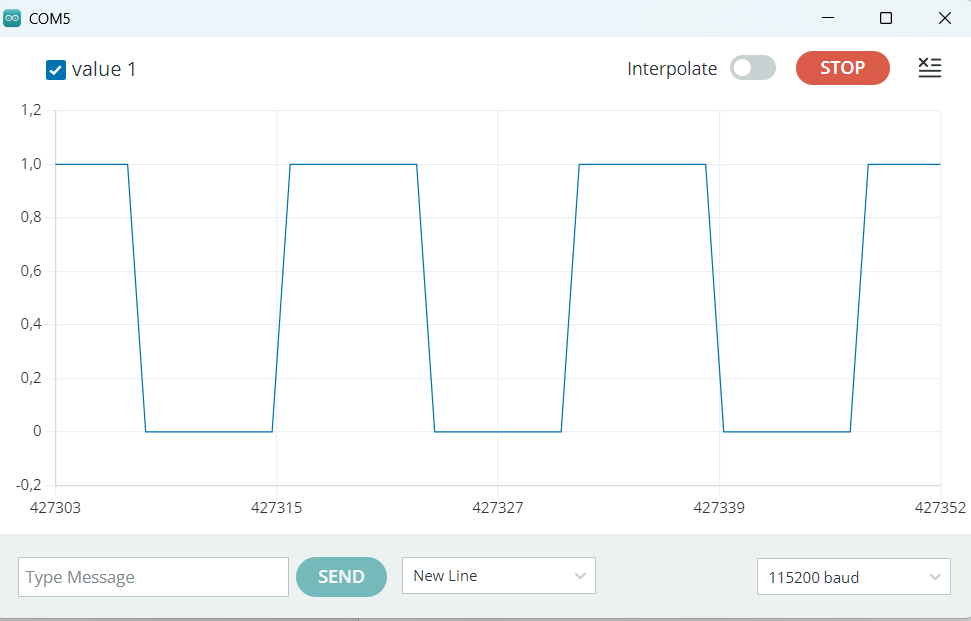 COM5
value 1
Interpolate
STOP
1,2
1,0
0,8
0,6
0,4
0,2
0
-0,2
427303 427315 427327 427339 427352
Type Message
SEND
New Line
115200 baud